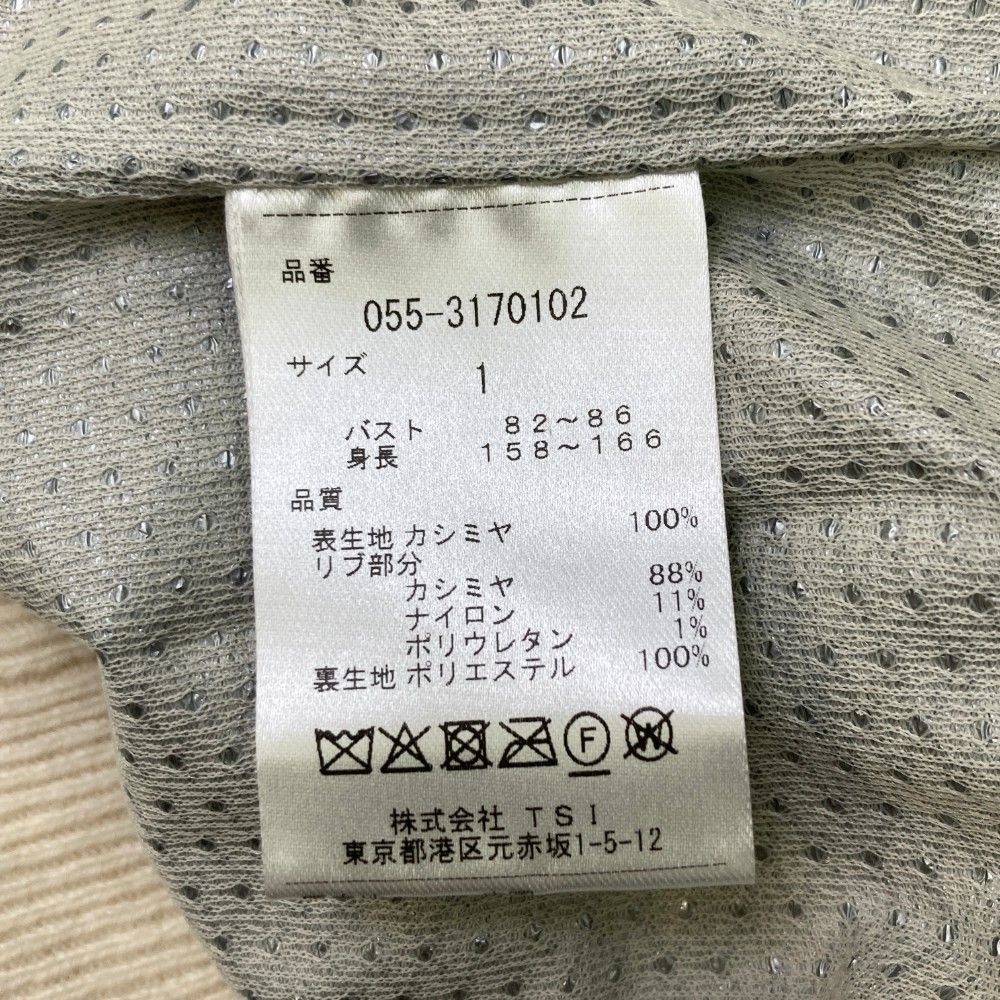 品番
055-3170102
サイズ
1
バスト 82～86
身長 158～166
品質
表生地 カシミヤ 100%
リブ部分
カシミヤ 88%
ナイロン 11%
ポリウレタン 1%
裏生地 ポリエステル 100%
F W
株式会社 TSI
東京都港区元赤坂1-5-12